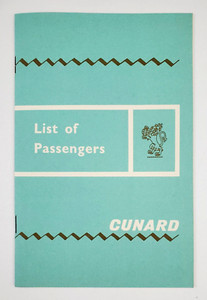 List of
Passengers
CUNARD